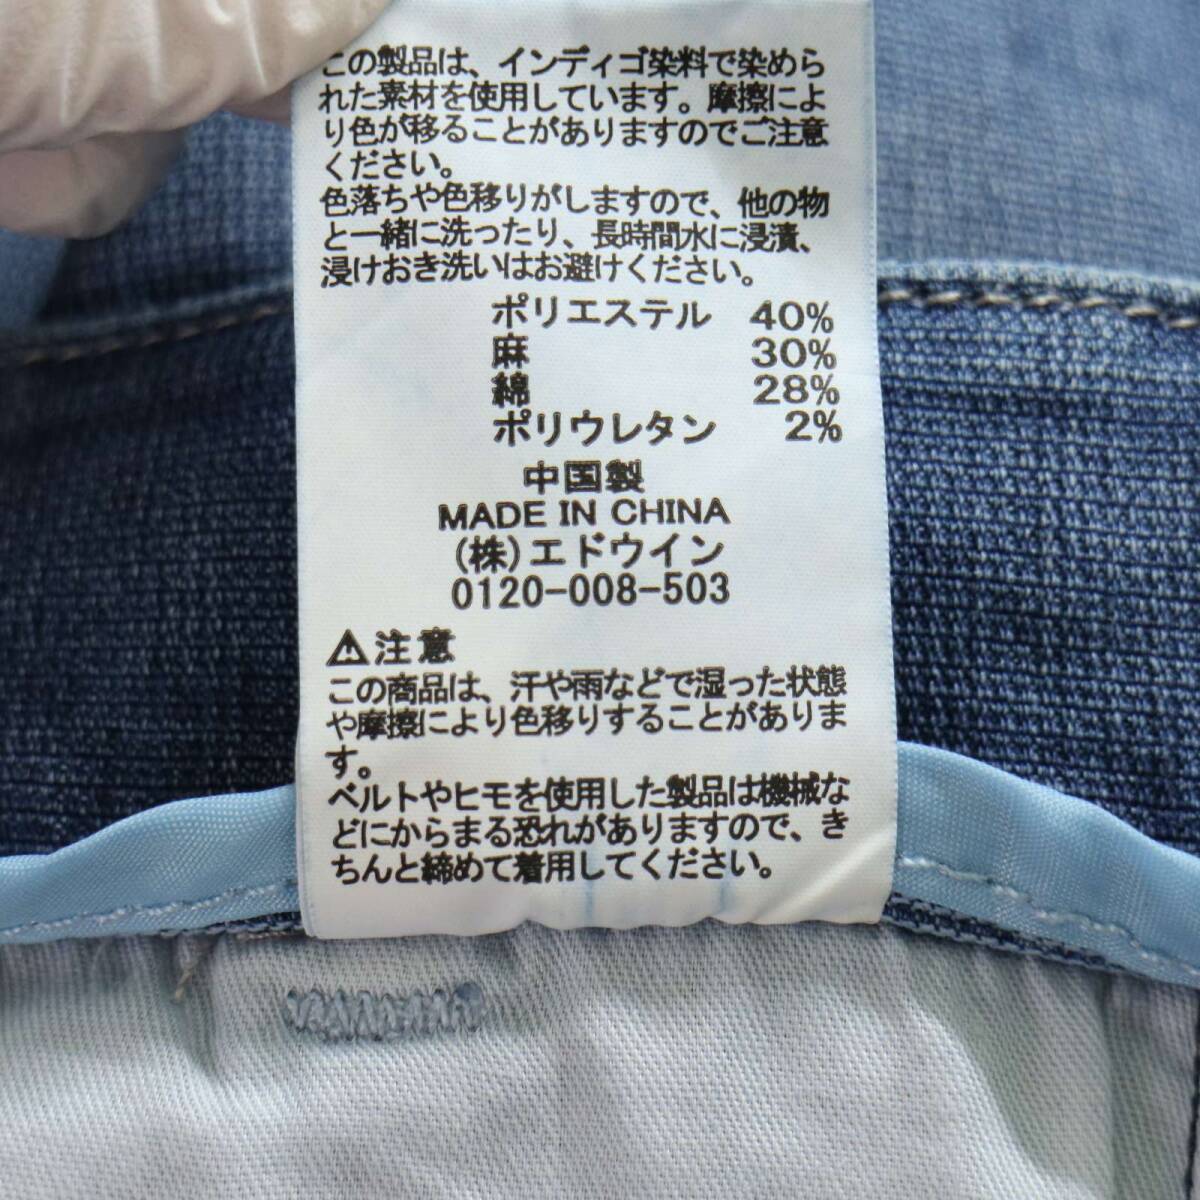 この製品は、インディゴ染料で染めら
れた素材を使用しています。摩擦によ
り色が移ることがありますのでご注意
ください。
色落ちや色移りがしますので、他の物
と一緒に洗ったり、長時間水に浸漬、
浸けおき洗いはお避けください。
ポリエステル 40%
麻 30%
綿 28%
ポリウレタン 2%
中国製
MADE IN CHINA
(株)エドウイン
0120-008-503
⚠注意
この商品は、汗や雨などで湿った状態
や摩擦により色移りすることがありま
す。
ベルトやヒモを使用した製品は機械な
どにからまる恐れがありますので、き
ちんと締めて着用してください。